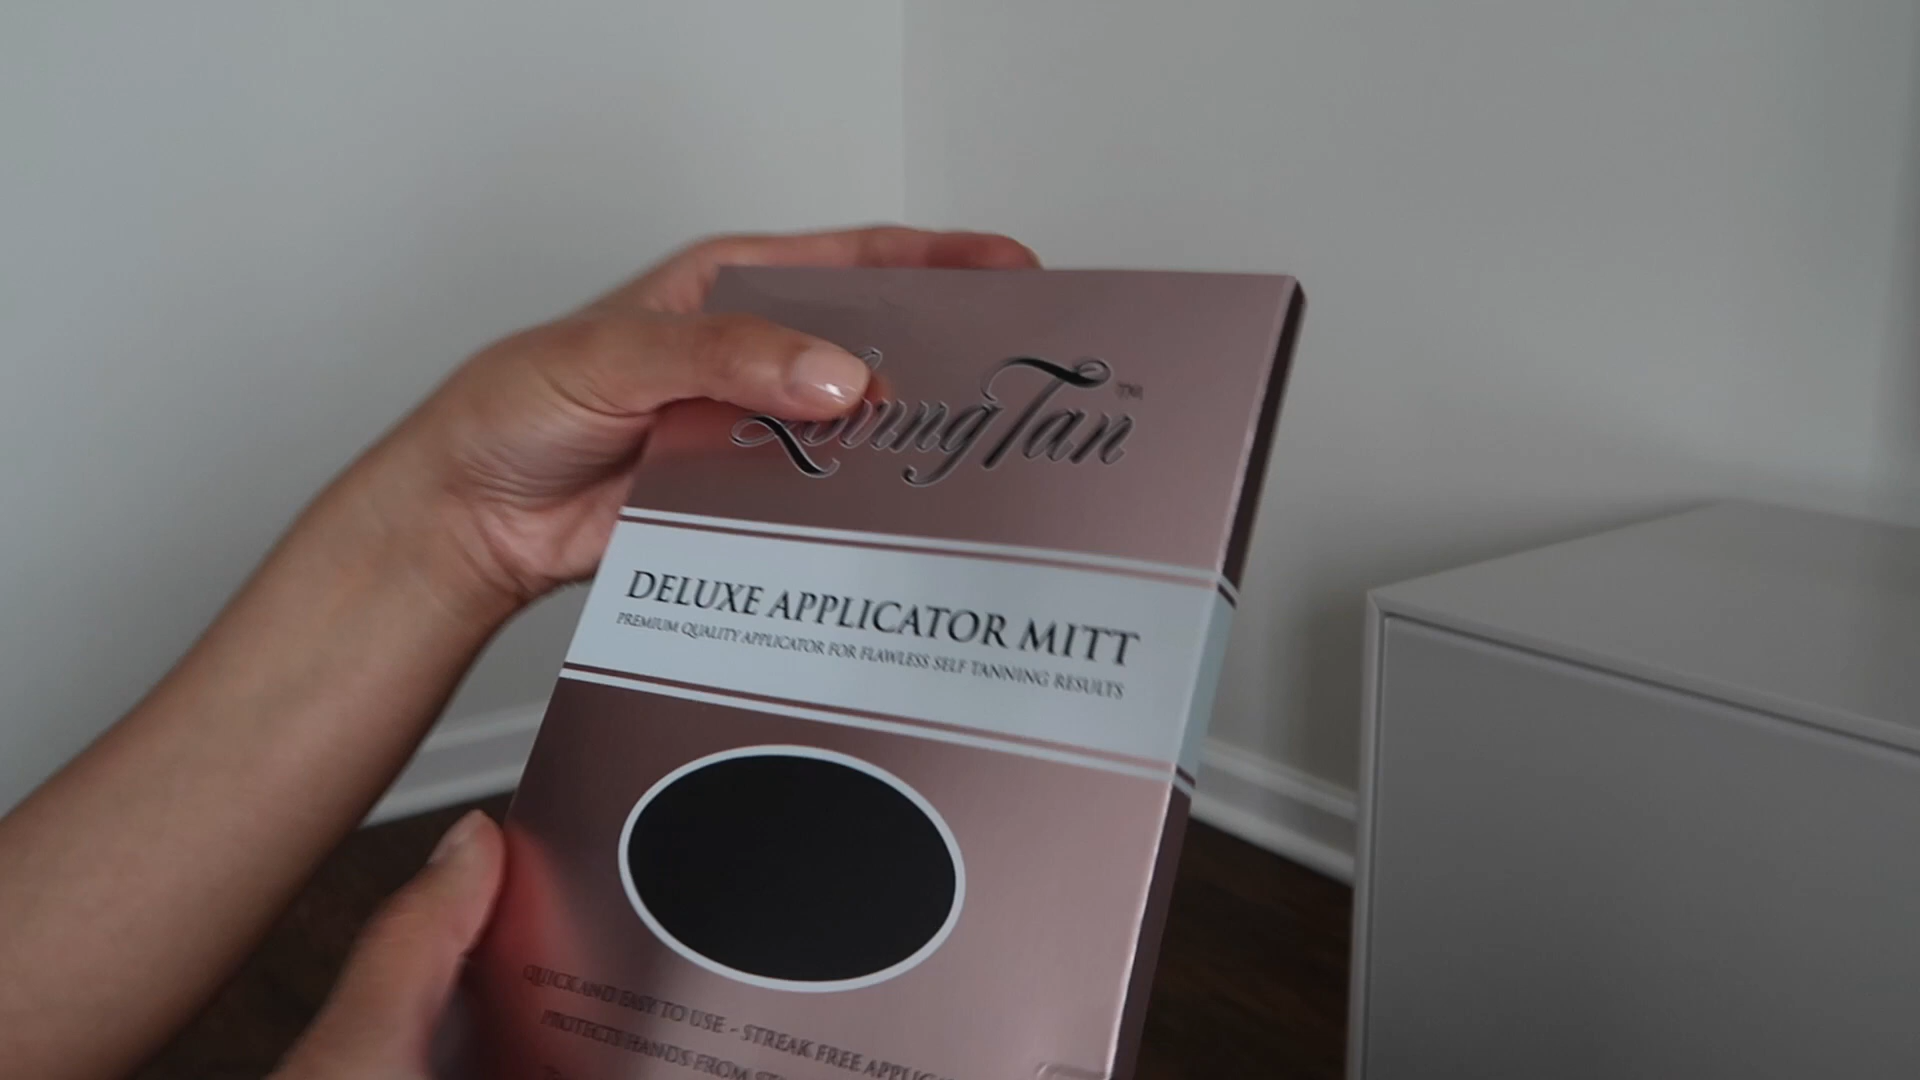 Loving Tan™
DELUXE APPLICATOR MITT
PREMIUM QUALITY APPLICATOR FOR FLAWLESS SELF TANNING RESULTS
QUICK AND EASY TO USE - STREAK FREE
PROTECTS HANDS FROM